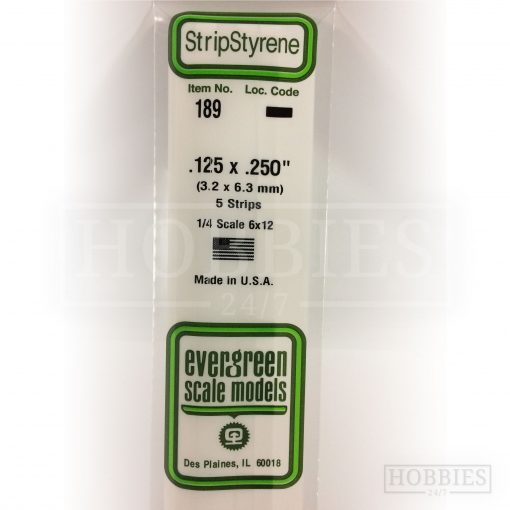 StripStyrene
Item No. Loc. Code
189
.125 x .250"
(3.2 x 6.3 mm)
5 Strips
1/4 Scale 6x12
HOBBIES
24/7
Made in U.S.A.
evergreen
scale models
Des Plaines, IL 60018
HOBBIES
24/7